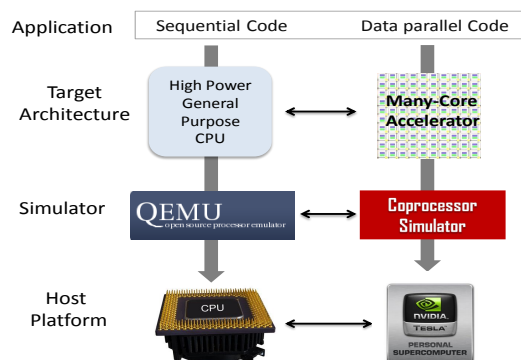 Application
Sequential Code
Data parallel Code
Target
Architecture
High Power
General
Purpose
CPU
Many-Core
Accelerator
Simulator
QEMU
open source processor emulator
Coprocessor
Simulator
Host
Platform
CPU
NVIDIA.
TESLA
PERSONAL
SUPERCOMPUTER